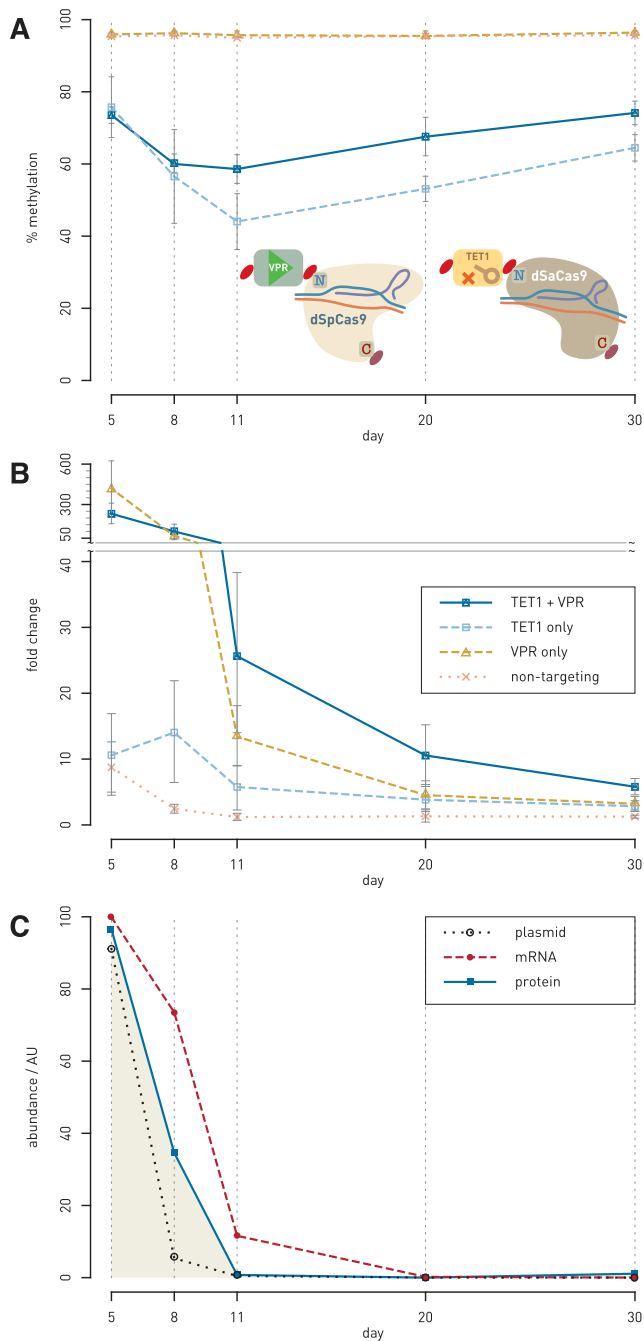 A
% methylation
100
80
60
40
20
0
VPR
N
dSpCas9
C
TET1
N
dSaCas9
C
5
8
11
20
30
day
B
fold change
600
300
50
~
~
40
30
20
10
0
TET1 + VPR
TET1 only
VPR only
non-targeting
5
8
11
20
30
day
C
abundance / AU
100
80
60
40
20
0
plasmid
mRNA
protein
5
8
11
20
30
day